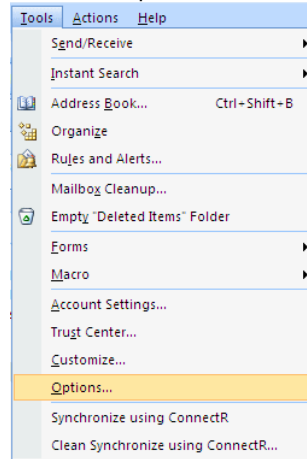 Tools Actions Help
Send/Receive
Instant Search
Address Book... Ctrl+Shift+B
Organize
Rules and Alerts...
Mailbox Cleanup...
Empty "Deleted Items" Folder
Forms
Macro
Account Settings...
Trust Center...
Customize...
Options...
Synchronize using ConnectR
Clean Synchronize using ConnectR...